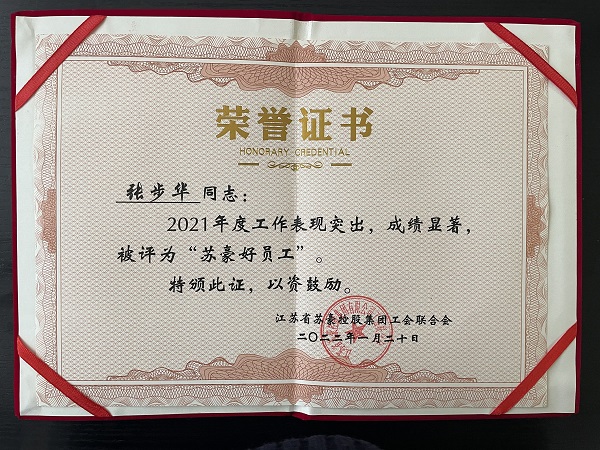 荣誉证书
HONORARY CREDENTIAL
张步华 同志：
2021年度工作表现突出，成绩显著，
被评为“苏豪好员工”。
特颁此证，以资鼓励。
江苏省苏豪控股集团工会联合会
二〇二二年一月二十日